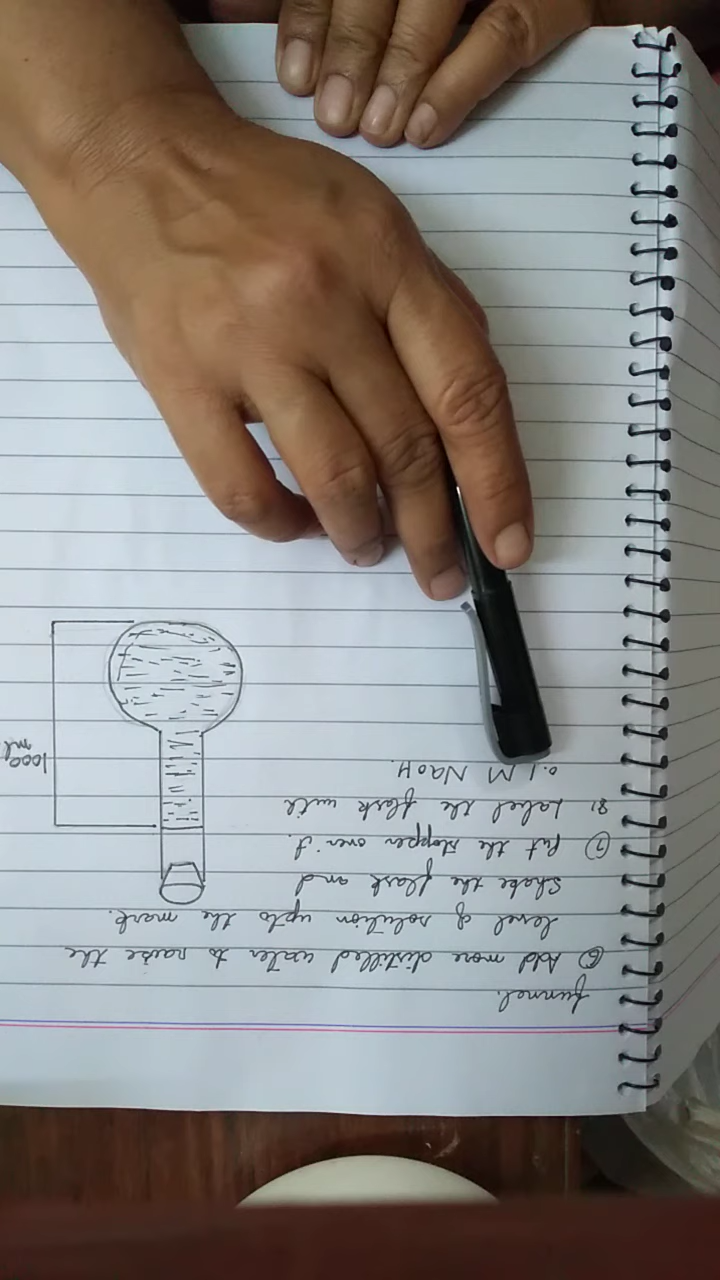 funnel.
⑥ Add more distilled water to raise the
level of solution upto the mark.
Shake the flask and
⑦ Put the stopper over it.
8. Label the flask with
0.1 M NaOH.
1000
ml